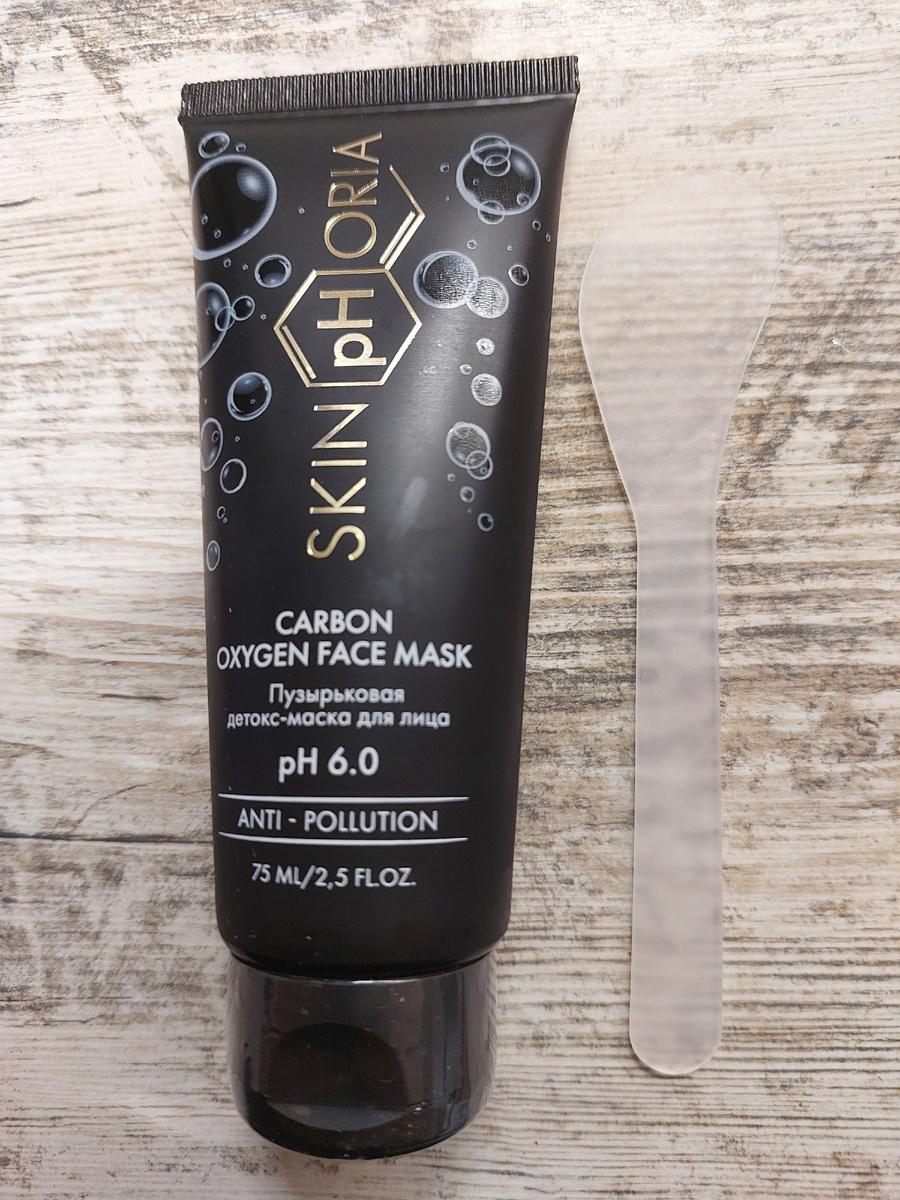 SKIN pH ORIA
CARBON
OXYGEN FACE MASK
Пузырьковая
детокс-маска для лица
pH 6.0
ANTI - POLLUTION
75 ML/2,5 FL.OZ.